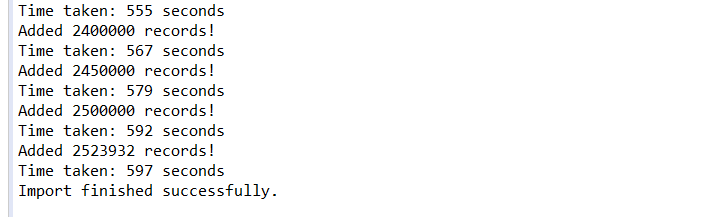 Time taken: 555 seconds
Added 2400000 records!
Time taken: 567 seconds
Added 2450000 records!
Time taken: 579 seconds
Added 2500000 records!
Time taken: 592 seconds
Added 2523932 records!
Time taken: 597 seconds
Import finished successfully.